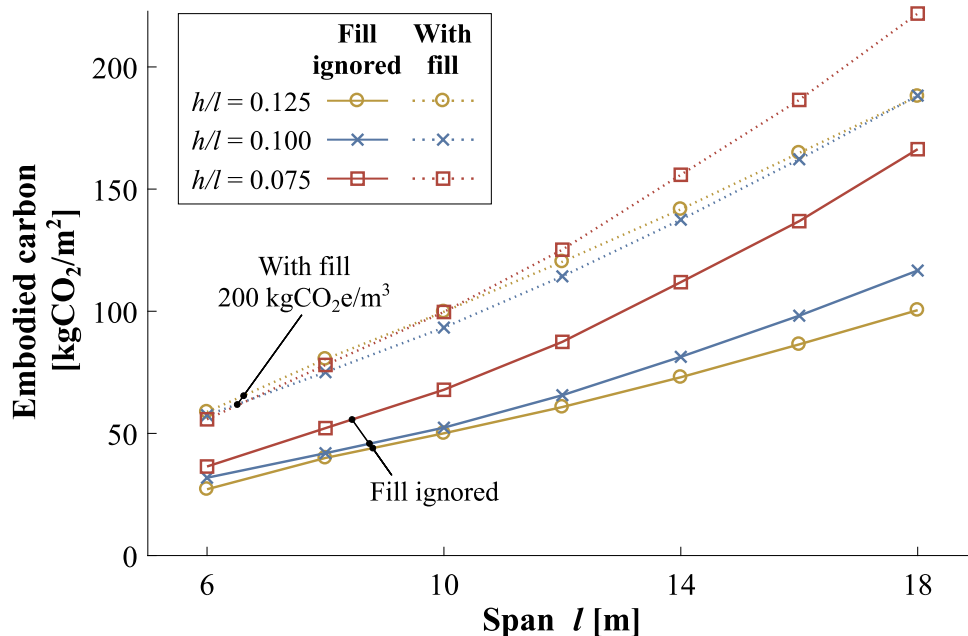 Fill ignored
With fill
h/l = 0.125
h/l = 0.100
h/l = 0.075
With fill
200 kgCO₂e/m³
Fill ignored
Embodied carbon
[kgCO₂/m²]
200
150
100
50
0
6
10
14
18
Span l [m]